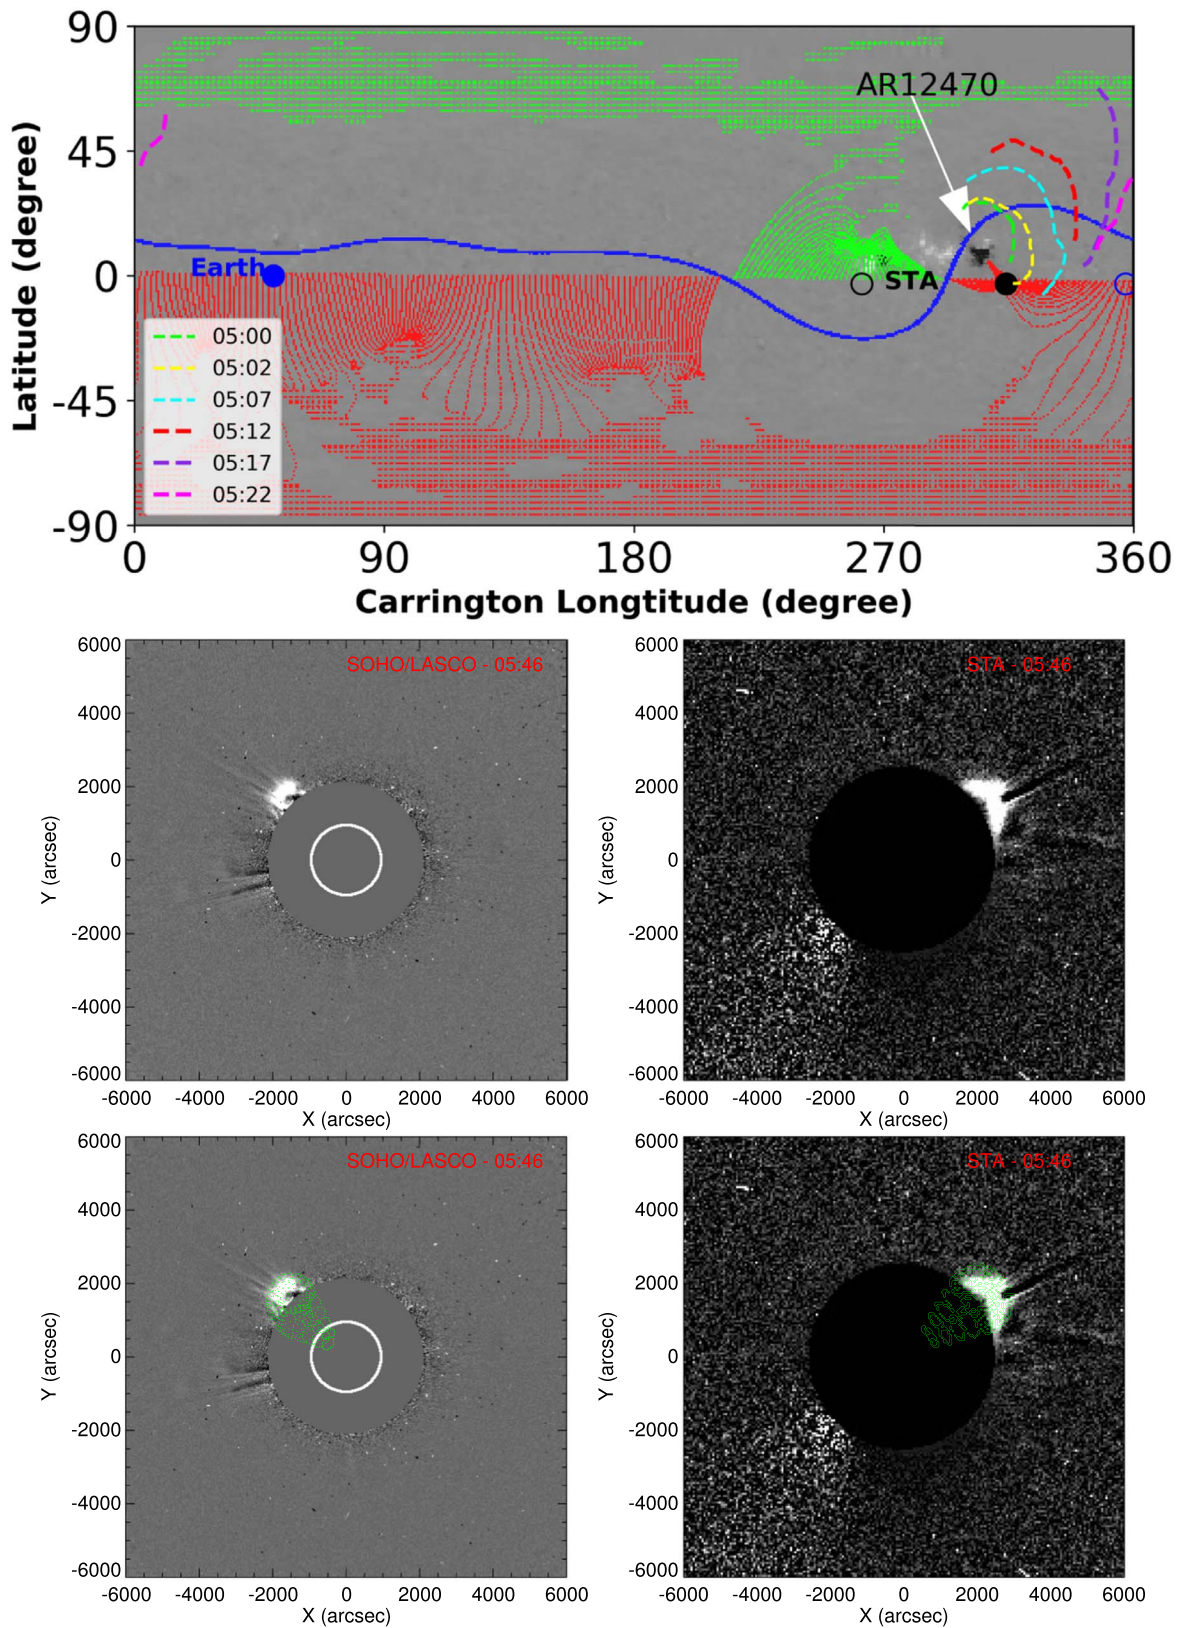 90
45
0
-45
-90
Latitude (degree)
AR12470
Earth
STA
05:00
05:02
05:07
05:12
05:17
05:22
0 90 180 270 360
Carrington Longtitude (degree)
SOHO/LASCO - 05:46
6000
4000
2000
0
-2000
-4000
-6000
Y (arcsec)
-6000 -4000 -2000 0 2000 4000 6000
X (arcsec)
STA - 05:46
6000
4000
2000
0
-2000
-4000
-6000
Y (arcsec)
-6000 -4000 -2000 0 2000 4000 6000
X (arcsec)
SOHO/LASCO - 05:46
6000
4000
2000
0
-2000
-4000
-6000
Y (arcsec)
-6000 -4000 -2000 0 2000 4000 6000
X (arcsec)
STA - 05:46
6000
4000
2000
0
-2000
-4000
-6000
Y (arcsec)
-6000 -4000 -2000 0 2000 4000 6000
X (arcsec)